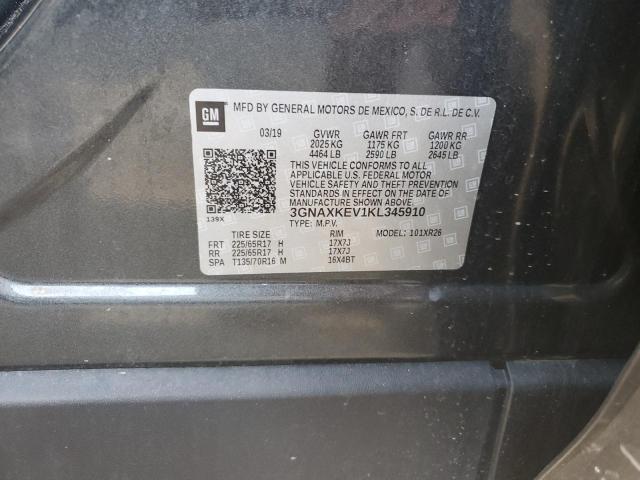 GM
MFD BY GENERAL MOTORS DE MEXICO, S. DE R.L. DE C.V.
03/19 GVWR GAWR FRT GAWR RR
2025 KG 1175 KG 1200 KG
4464 LB 2590 LB 2645 LB
THIS VEHICLE CONFORMS TO ALL
APPLICABLE U.S. FEDERAL MOTOR
VEHICLE SAFETY AND THEFT PREVENTION
STANDARDS IN EFFECT ON THE DATE OF
MANUFACTURE SHOWN ABOVE.
139X 3GNAXKEV1KL345910
TYPE: M.P.V.
TIRE SIZE RIM MODEL: 101XR26
FRT 225/65R17 H 17X7J
RR 225/65R17 H 17X7J
SPA T135/70R16 M 16X4BT